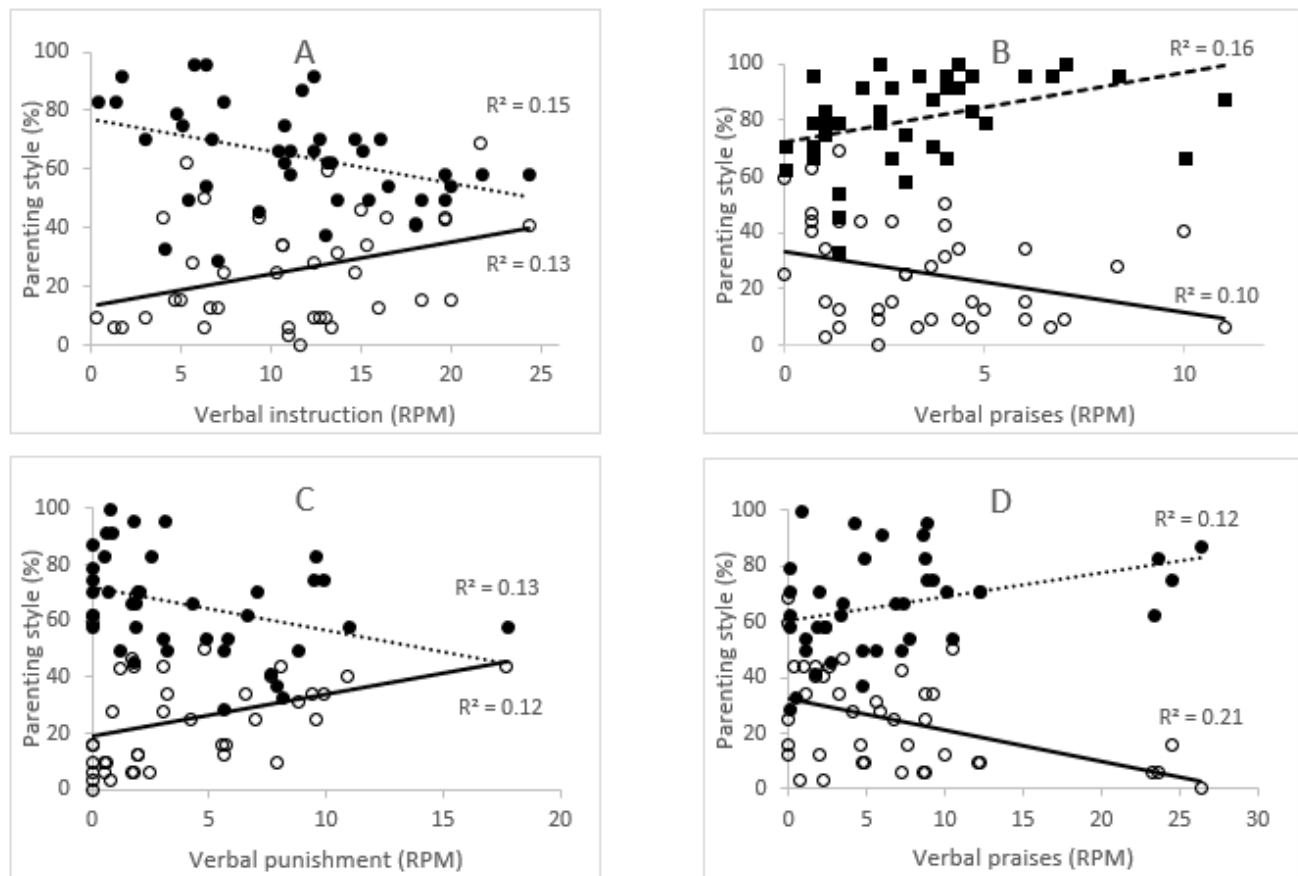 A
Parenting style (%)
100
80
60
40
20
0
R² = 0.15
R² = 0.13
0 5 10 15 20 25
Verbal instruction (RPM)
B
Parenting style (%)
100
80
60
40
20
0
R² = 0.16
R² = 0.10
0 5 10
Verbal praises (RPM)
C
Parenting style (%)
100
80
60
40
20
0
R² = 0.13
R² = 0.12
0 5 10 15 20
Verbal punishment (RPM)
D
Parenting style (%)
100
80
60
40
20
0
R² = 0.12
R² = 0.21
0 5 10 15 20 25 30
Verbal praises (RPM)